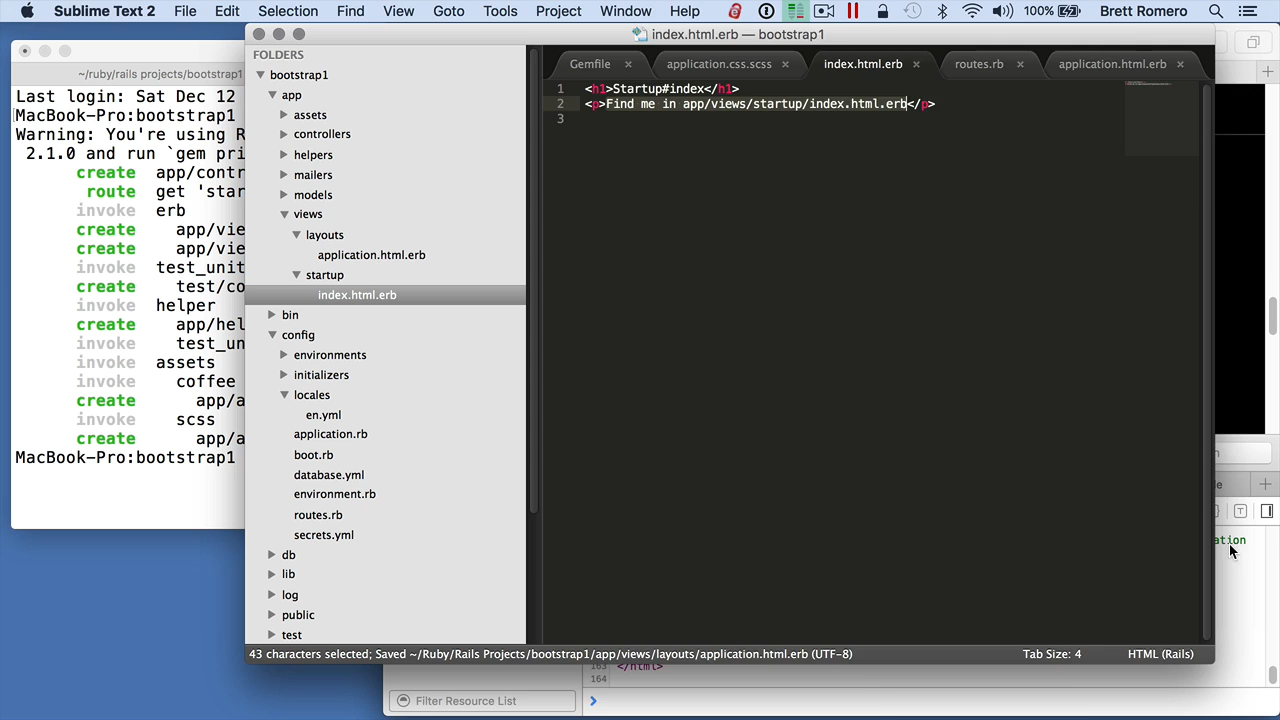 Sublime Text 2 File Edit Selection Find View Goto Tools Project Window Help 100% Brett Romero
index.html.erb — bootstrap1
~/ruby/rails projects/bootstrap1
Last login: Sat Dec 12
MacBook-Pro:bootstrap1
Warning: You're using R
2.1.0 and run `gem pri
create app/contr
route get 'star
invoke erb
create app/vie
create app/vie
invoke test_unit
create test/co
invoke helper
create app/hel
invoke test_un
invoke assets
invoke coffee
create app/a
invoke scss
create app/a
MacBook-Pro:bootstrap1
FOLDERS
bootstrap1
app
assets
controllers
helpers
mailers
models
views
layouts
application.html.erb
startup
index.html.erb
bin
config
environments
initializers
locales
en.yml
application.rb
boot.rb
database.yml
environment.rb
routes.rb
secrets.yml
db
lib
log
public
test
Gemfile × application.css.scss × index.html.erb × routes.rb × application.html.erb ×
1 <h1>Startup#index</h1>
2 <p>Find me in app/views/startup/index.html.erb</p>
3
43 characters selected; Saved ~/Ruby/Rails Projects/bootstrap1/app/views/layouts/application.html.erb (UTF-8) Tab Size: 4 HTML (Rails)
ation
163 </html>
164
Filter Resource List